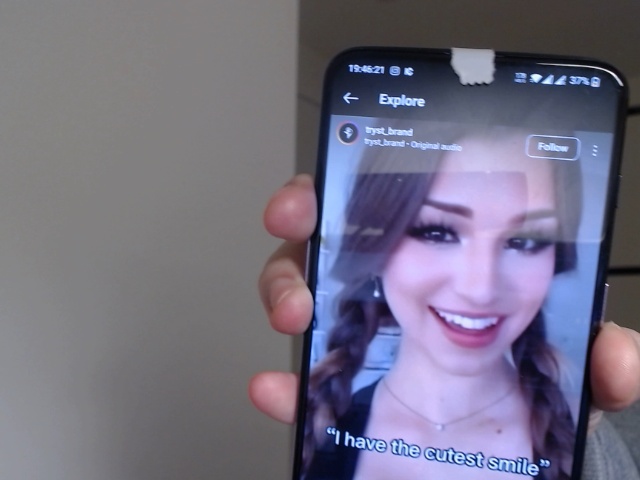 19:46:21
37%
← Explore
tryst_brand
tryst_brand • Original audio
Follow
“I have the cutest smile”